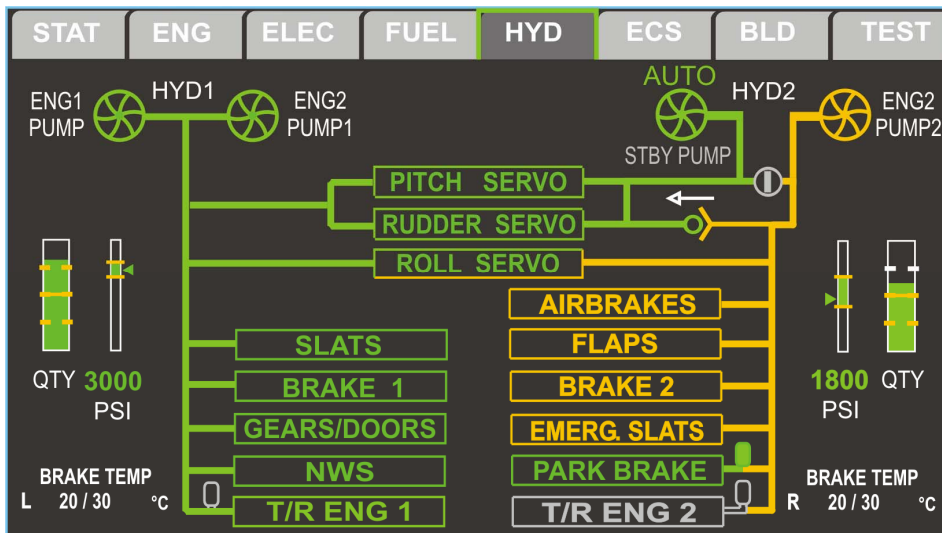 STAT ENG ELEC FUEL HYD ECS BLD TEST
AUTO
HYD1 HYD2
ENG1 PUMP
ENG2 PUMP1
STBY PUMP
ENG2 PUMP2
PITCH SERVO
RUDDER SERVO
ROLL SERVO
AIRBRAKES
SLATS FLAPS
BRAKE 1 BRAKE 2
GEARS/DOORS EMERG. SLATS
NWS PARK BRAKE
T/R ENG 1 T/R ENG 2
QTY 3000 PSI
1800 PSI QTY
BRAKE TEMP
L 20 / 30 °C
BRAKE TEMP
R 20 / 30 °C